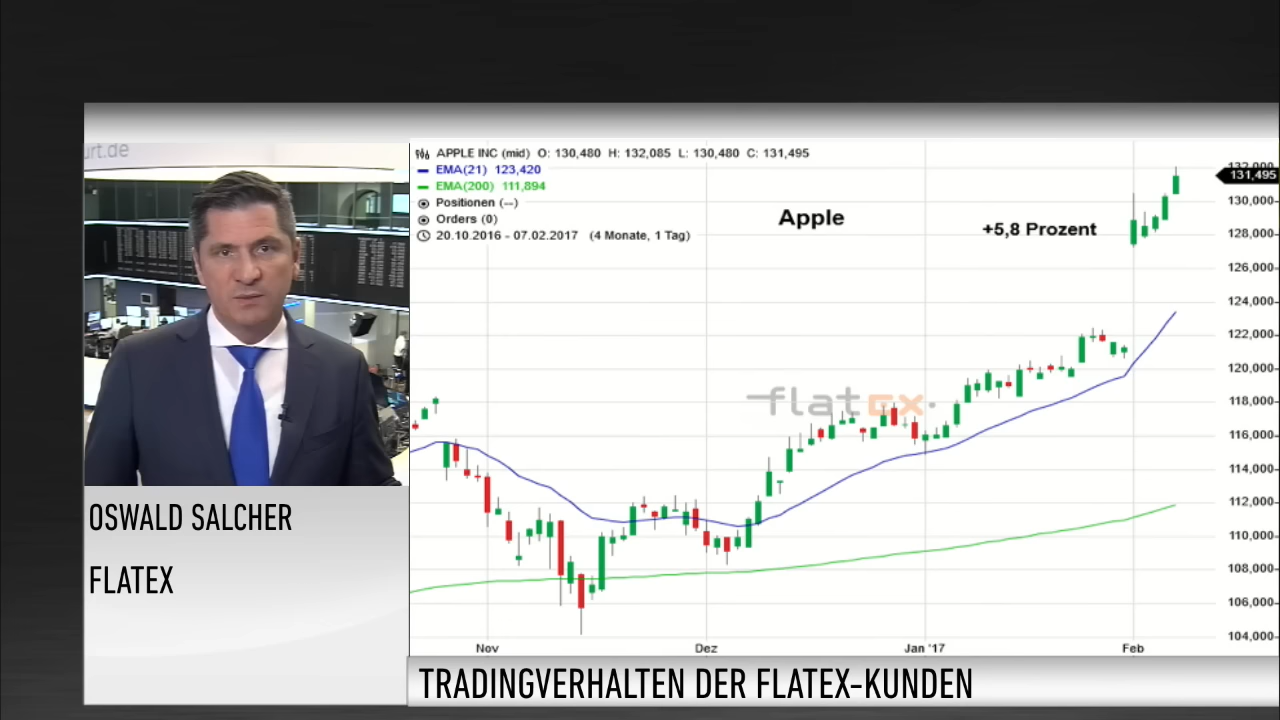 urt.de
APPLE INC (mid) O: 130,480 H: 132,085 L: 130,480 C: 131,495
EMA(21) 123,420
EMA(200) 111,894
Positionen (--)
Orders (0)
20.10.2016 - 07.02.2017 (4 Monate, 1 Tag)
Apple
+5,8 Prozent
132,000
131,495
130,000
128,000
126,000
124,000
122,000
120,000
118,000
116,000
114,000
112,000
110,000
108,000
106,000
104,000
flatex
Nov Dez Jan '17 Feb
OSWALD SALCHER
FLATEX
TRADINGVERHALTEN DER FLATEX-KUNDEN